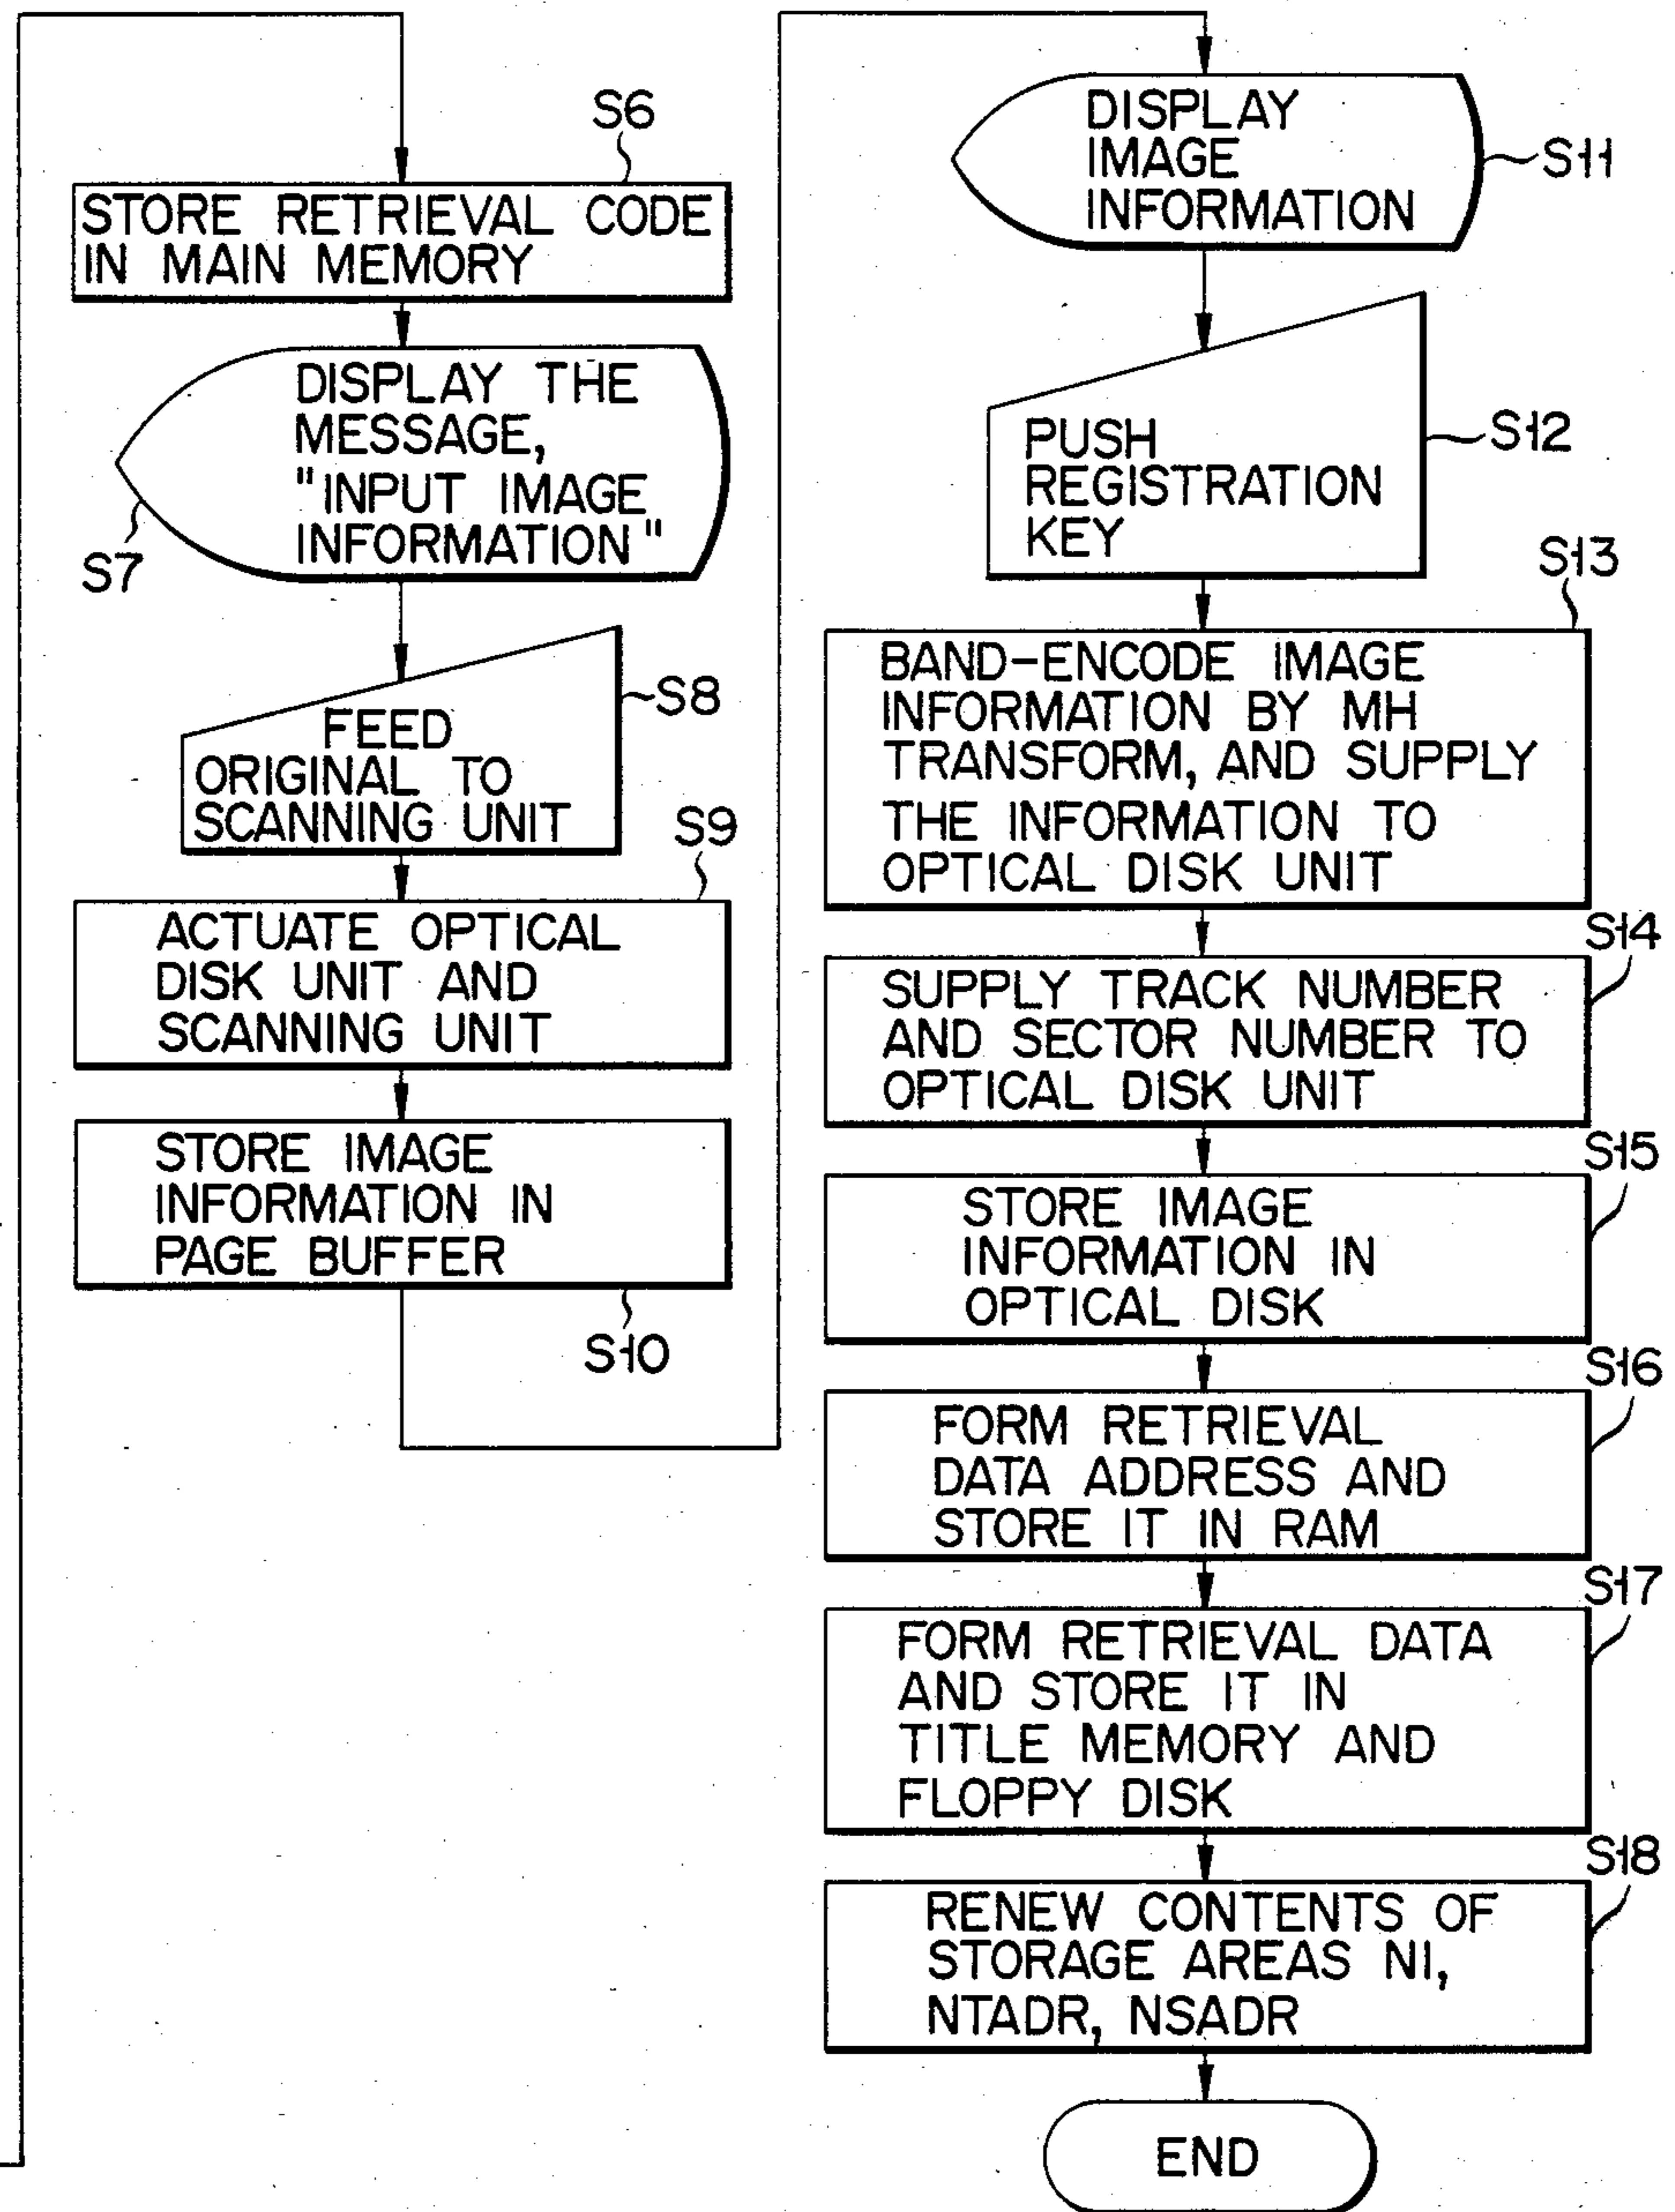 S6
STORE RETRIEVAL CODE
IN MAIN MEMORY
DISPLAY THE
MESSAGE,
"INPUT IMAGE
INFORMATION"
S7
S8
FEED
ORIGINAL TO
SCANNING UNIT
S9
ACTUATE OPTICAL
DISK UNIT AND
SCANNING UNIT
STORE IMAGE
INFORMATION IN
PAGE BUFFER
S10
DISPLAY
IMAGE
INFORMATION
S11
PUSH
REGISTRATION
KEY
S12
S13
BAND-ENCODE IMAGE
INFORMATION BY MH
TRANSFORM, AND SUPPLY
THE INFORMATION TO
OPTICAL DISK UNIT
S14
SUPPLY TRACK NUMBER
AND SECTOR NUMBER TO
OPTICAL DISK UNIT
S15
STORE IMAGE
INFORMATION IN
OPTICAL DISK
S16
FORM RETRIEVAL
DATA ADDRESS AND
STORE IT IN RAM
S17
FORM RETRIEVAL DATA
AND STORE IT IN
TITLE MEMORY AND
FLOPPY DISK
S18
RENEW CONTENTS OF
STORAGE AREAS NI,
NTADR, NSADR
END